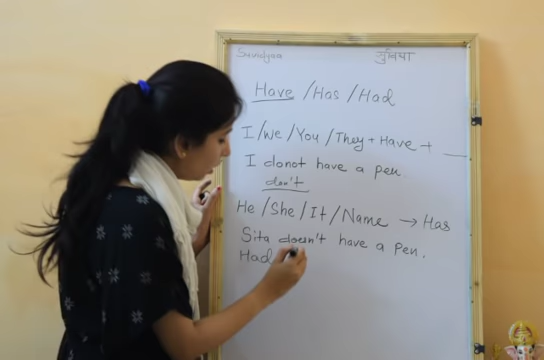 Suvidya
सुविधा
Have /Has /Had
I/We/You/They + Have +
I donot have a pen
don't
He/She/It/Name → Has
Sita doesn't have a pen.
Had